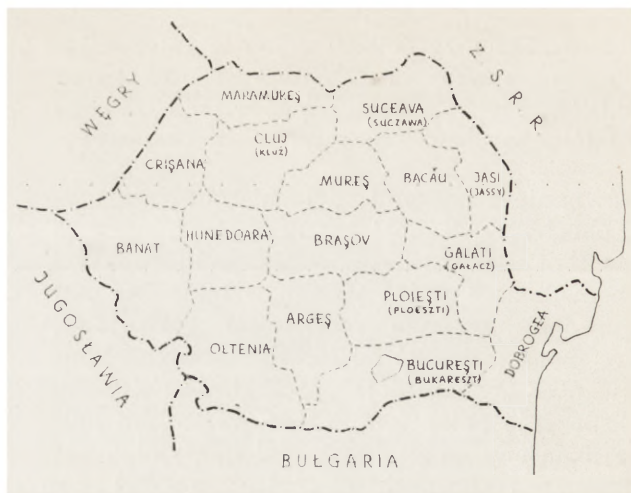 WĘGRY
Z S R R
MARAMUREŞ
SUCEAVA
(SUCZAWA)
CLUJ
(KLUŻ)
CRIŞANA
MUREŞ
BACĂU
JASI
(JASSY)
BANAT
HUNEDOARA
BRAŞOV
GALATI
(GAŁACZ)
JUGOSŁAWIA
ARGEŞ
PLOIEŞTI
(PLOESZTI)
DOBROGEA
OLTENIA
BUCUREŞTI
(BUKARESZT)
BUŁGARIA